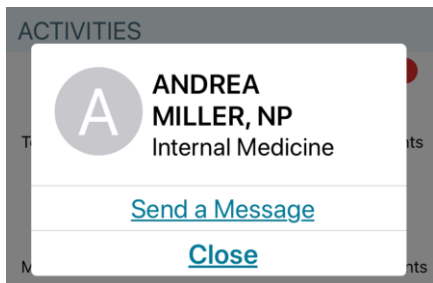 ACTIVITIES
A
ANDREA
MILLER, NP
Internal Medicine
Send a Message
Close